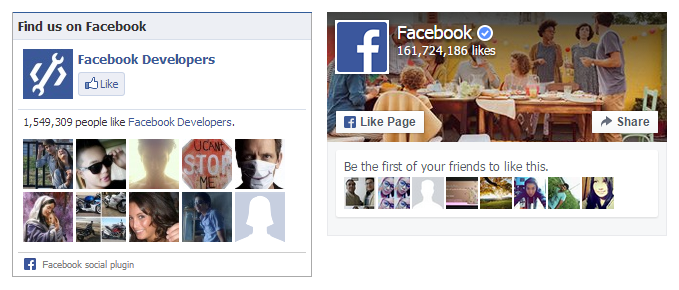 Find us on Facebook
Facebook Developers
Like
1,549,309 people like Facebook Developers.
U CAN'T
STOP
ME
Facebook social plugin
Facebook
161,724,186 likes
Like Page
Share
Be the first of your friends to like this.